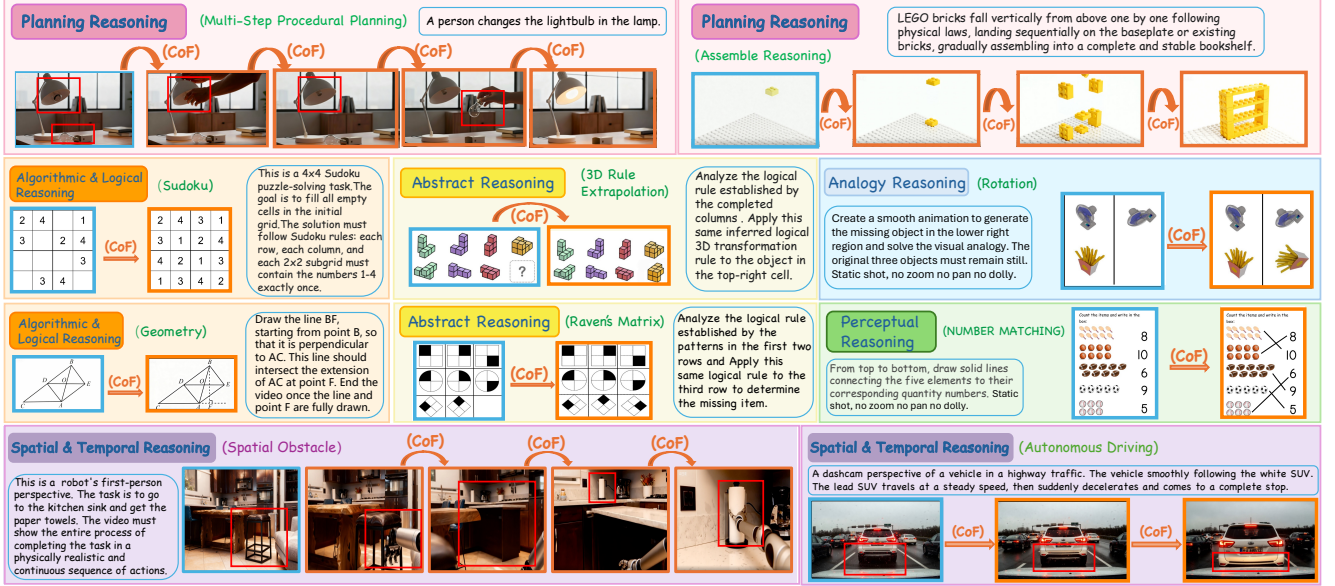 Planning Reasoning
(Multi-Step Procedural Planning)
A person changes the lightbulb in the lamp.
(CoF)
(CoF)
(CoF)
(CoF)
Planning Reasoning
(Assemble Reasoning)
LEGO bricks fall vertically from above one by one following
physical laws, landing sequentially on the baseplate or existing
bricks, gradually assembling into a complete and stable bookshelf.
(CoF)
(CoF)
(CoF)
Algorithmic & Logical
Reasoning
(Sudoku)
2 4 1
3 2 4
3
3 4
(CoF)
2 4 3 1
3 1 2 4
4 2 1 3
1 3 4 2
This is a 4x4 Sudoku
puzzle-solving task.The
goal is to fill all empty
cells in the initial
grid.The solution must
follow Sudoku rules: each
row, each column, and
each 2x2 subgrid must
contain the numbers 1-4
exactly once.
Abstract Reasoning
(3D Rule
Extrapolation)
(CoF)
?
Analyze the logical
rule established by
the completed
columns . Apply this
same inferred logical
3D transformation
rule to the object in
the top-right cell.
Analogy Reasoning
(Rotation)
Create a smooth animation to generate
the missing object in the lower right
region and solve the visual analogy. The
original three objects must remain still.
Static shot, no zoom no pan no dolly.
(CoF)
Algorithmic &
Logical Reasoning
(Geometry)
B
D O E
C A
(CoF)
B
D O E
C A F
Draw the line BF,
starting from point B, so
that it is perpendicular
to AC. This line should
intersect the extension
of AC at point F. End the
video once the line and
point F are fully drawn.
Abstract Reasoning
(Raven's Matrix)
(CoF)
Analyze the logical rule
established by the
patterns in the first two
rows and Apply this
same logical rule to the
third row to determine
the missing item.
Perceptual
Reasoning
(NUMBER MATCHING)
From top to bottom, draw solid lines
connecting the five elements to their
corresponding quantity numbers. Static
shot, no zoom no pan no dolly.
Count the items and write in the
box:
8
10
6
9
5
(CoF)
Count the items and write in the
box:
8
10
6
9
5
Spatial & Temporal Reasoning
(Spatial Obstacle)
(CoF)
(CoF)
(CoF)
This is a robot's first-person
perspective. The task is to go
to the kitchen sink and get the
paper towels. The video must
show the entire process of
completing the task in a
physically realistic and
continuous sequence of actions.
Spatial & Temporal Reasoning
(Autonomous Driving)
A dashcam perspective of a vehicle in a highway traffic. The vehicle smoothly following the white SUV.
The lead SUV travels at a steady speed, then suddenly decelerates and comes to a complete stop.
(CoF)
(CoF)